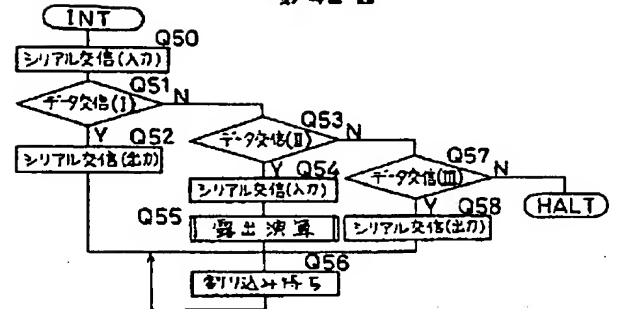 INT
Q50
シリアル交信(入力)
Q51
データ交信(I)
N
Y
Q52
シリアル交信(出力)
Q53
データ交信(II)
N
Y
Q54
シリアル交信(入力)
Q55
露出演算
Q57
データ交信(III)
N
HALT
Y
Q58
シリアル交信(出力)
Q56
割り込み待ち